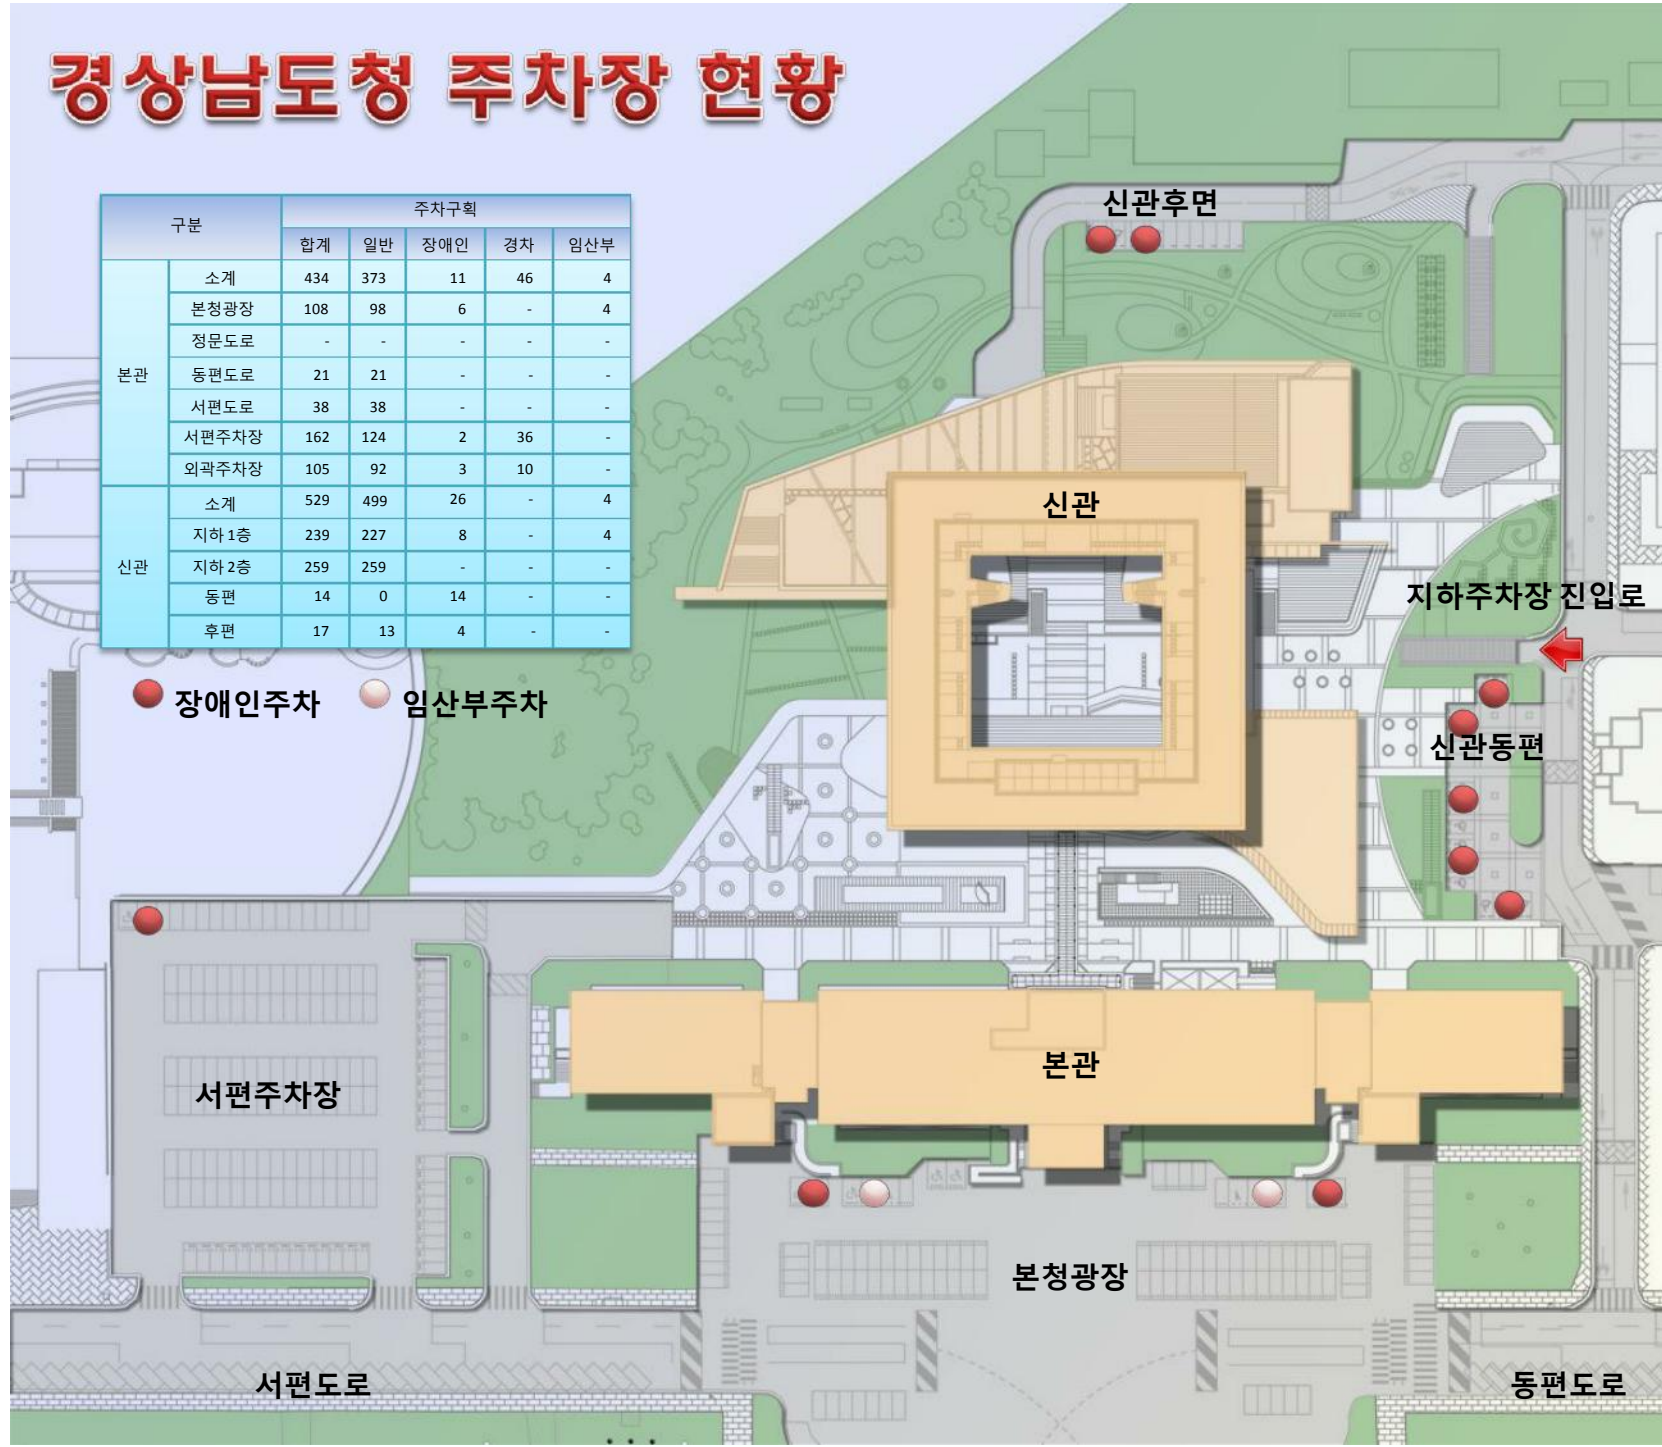 경상남도청 주차장 현황
구분 주차구획
합계 일반 장애인 경차 임산부
본관 소계 434 373 11 46 4
본청광장 108 98 6 - 4
정문도로 - - - - -
동편도로 21 21 - - -
서편도로 38 38 - - -
서편주차장 162 124 2 36 -
외곽주차장 105 92 3 10 -
신관 소계 529 499 26 - 4
지하 1층 239 227 8 - 4
지하 2층 259 259 - - -
동편 14 0 14 - -
후편 17 13 4 - -
장애인주차 임산부주차
신관후면
신관
지하주차장 진입로
신관동편
본관
서편주차장
본청광장
서편도로
동편도로